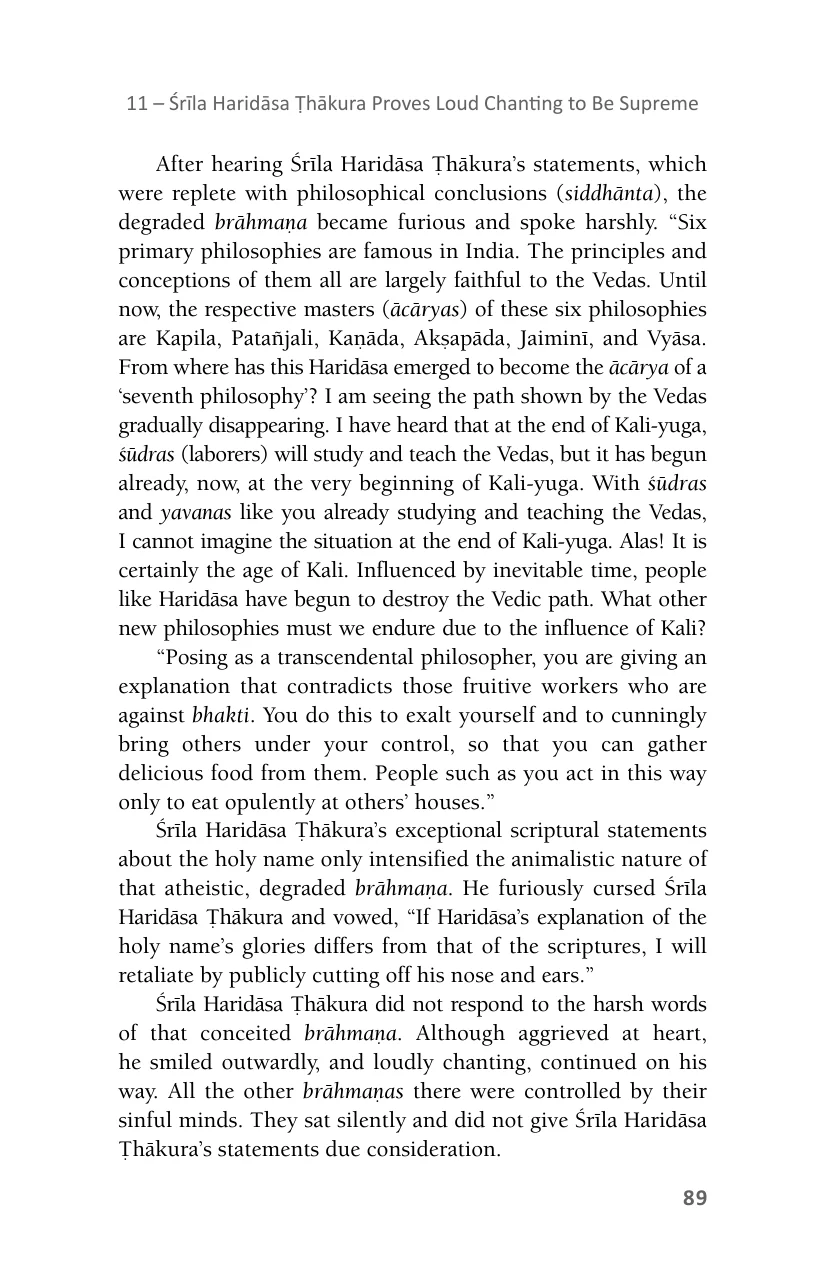 11 – Śrīla Haridāsa Ṭhākura Proves Loud Chanting to Be Supreme
After hearing Śrīla Haridāsa Ṭhākura’s statements, which
were replete with philosophical conclusions (siddhānta), the
degraded brāhmaṇa became furious and spoke harshly. “Six
primary philosophies are famous in India. The principles and
conceptions of them all are largely faithful to the Vedas. Until
now, the respective masters (ācāryas) of these six philosophies
are Kapila, Patañjali, Kaṇāda, Akṣapāda, Jaiminī, and Vyāsa.
From where has this Haridāsa emerged to become the ācārya of a
‘seventh philosophy’? I am seeing the path shown by the Vedas
gradually disappearing. I have heard that at the end of Kali-yuga,
śūdras (laborers) will study and teach the Vedas, but it has begun
already, now, at the very beginning of Kali-yuga. With śūdras
and yavanas like you already studying and teaching the Vedas,
I cannot imagine the situation at the end of Kali-yuga. Alas! It is
certainly the age of Kali. Influenced by inevitable time, people
like Haridāsa have begun to destroy the Vedic path. What other
new philosophies must we endure due to the influence of Kali?
“Posing as a transcendental philosopher, you are giving an
explanation that contradicts those fruitive workers who are
against bhakti. You do this to exalt yourself and to cunningly
bring others under your control, so that you can gather
delicious food from them. People such as you act in this way
only to eat opulently at others’ houses.”
Śrīla Haridāsa Ṭhākura’s exceptional scriptural statements
about the holy name only intensified the animalistic nature of
that atheistic, degraded brāhmaṇa. He furiously cursed Śrīla
Haridāsa Ṭhākura and vowed, “If Haridāsa’s explanation of the
holy name’s glories differs from that of the scriptures, I will
retaliate by publicly cutting off his nose and ears.”
Śrīla Haridāsa Ṭhākura did not respond to the harsh words
of that conceited brāhmaṇa. Although aggrieved at heart,
he smiled outwardly, and loudly chanting, continued on his
way. All the other brāhmaṇas there were controlled by their
sinful minds. They sat silently and did not give Śrīla Haridāsa
Ṭhākura’s statements due consideration.
89